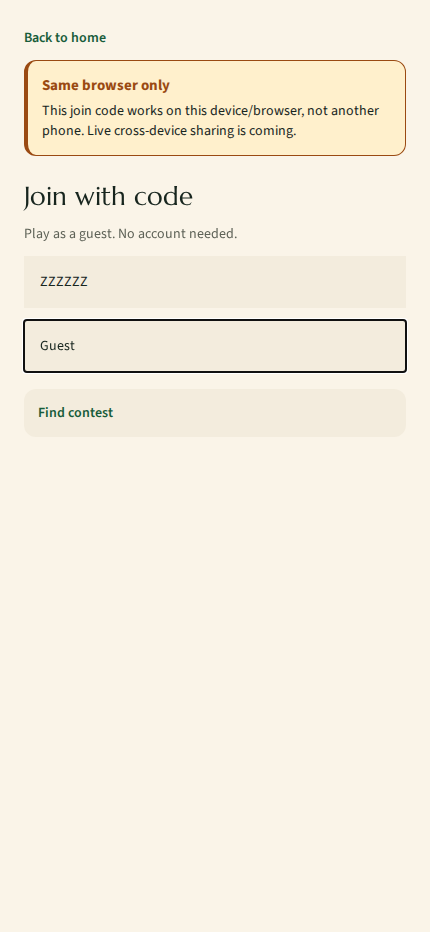 Back to home
Same browser only
This join code works on this device/browser, not another
phone. Live cross-device sharing is coming.
Join with code
Play as a guest. No account needed.
ZZZZZZ
Guest
Find contest